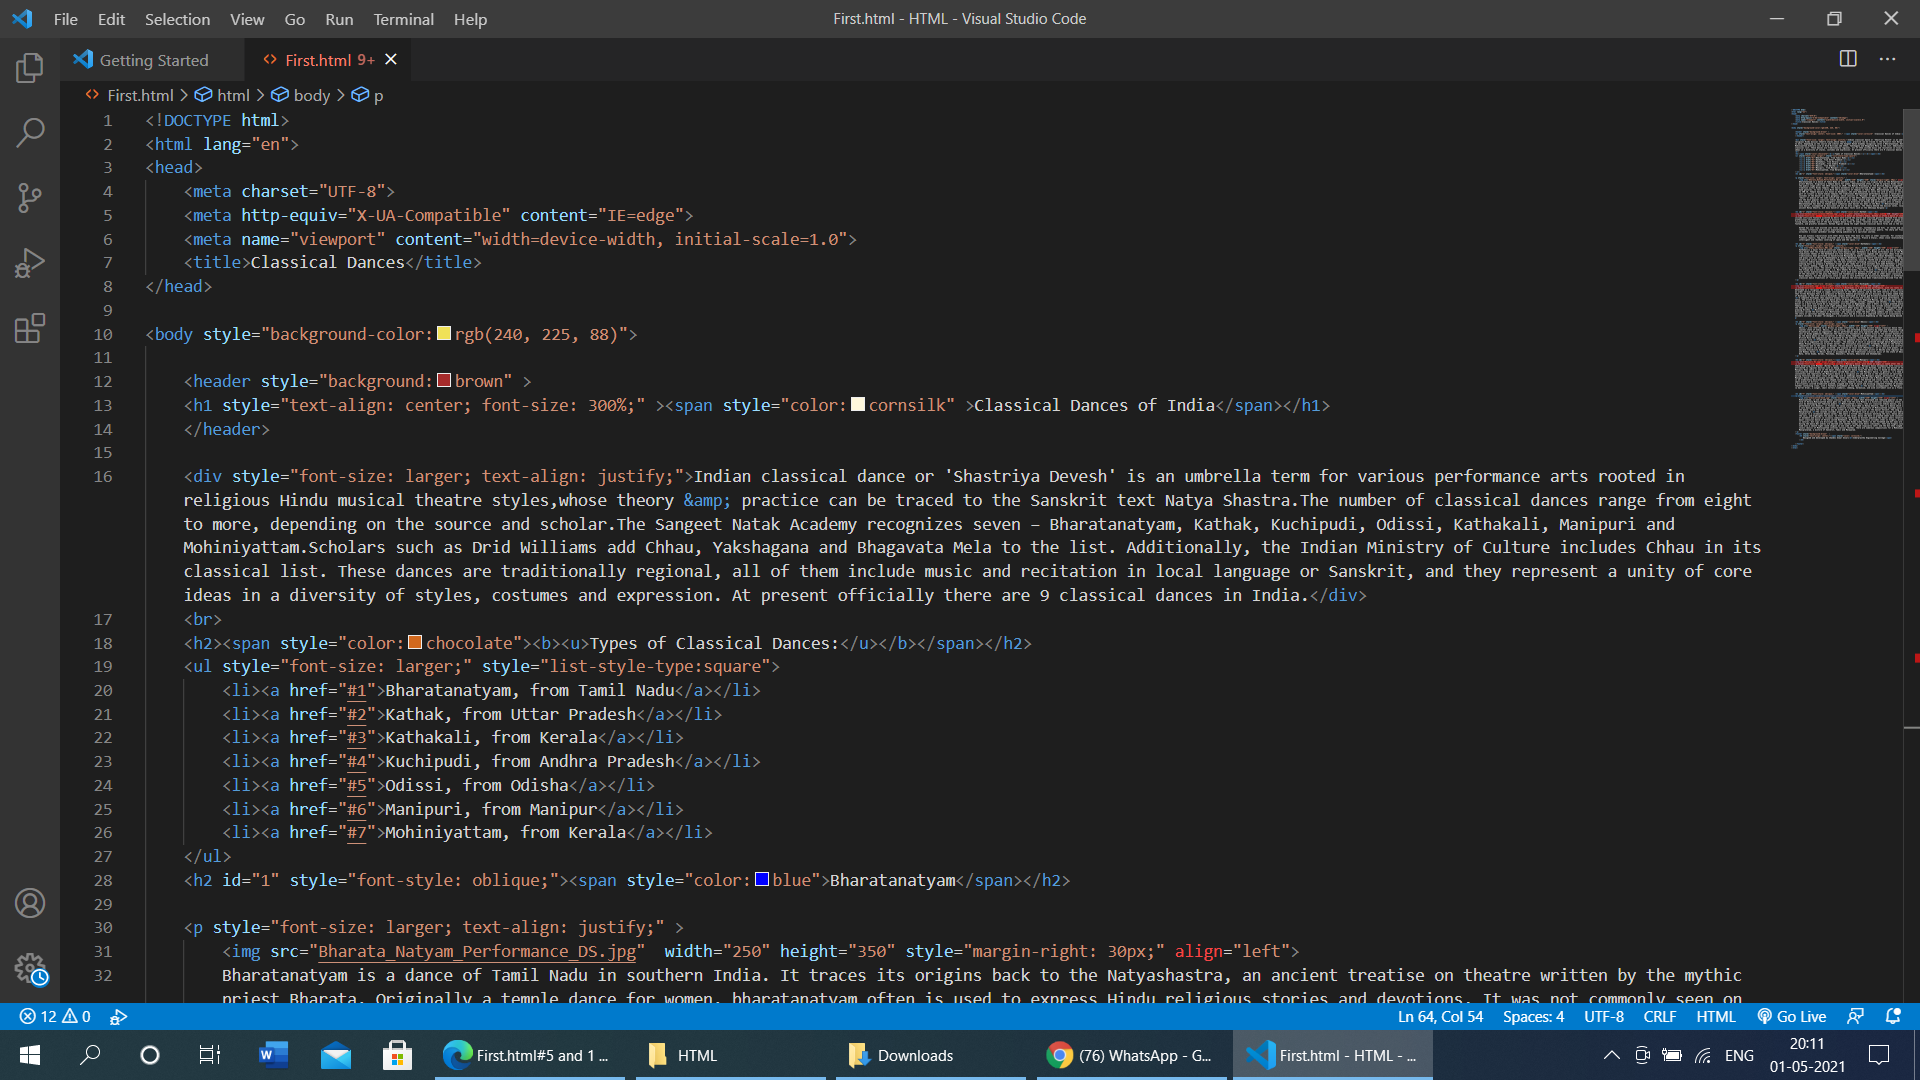 File Edit Selection View Go Run Terminal Help
First.html - HTML - Visual Studio Code
Getting Started
First.html 9+
First.html > html > body > p
1 <!DOCTYPE html>
2 <html lang="en">
3 <head>
4 <meta charset="UTF-8">
5 <meta http-equiv="X-UA-Compatible" content="IE=edge">
6 <meta name="viewport" content="width=device-width, initial-scale=1.0">
7 <title>Classical Dances</title>
8 </head>
9
10 <body style="background-color: rgb(240, 225, 88)">
11
12 <header style="background: brown" >
13 <h1 style="text-align: center; font-size: 300%;" ><span style="color: cornsilk" >Classical Dances of India</span></h1>
14 </header>
15
16 <div style="font-size: larger; text-align: justify;">Indian classical dance or 'Shastriya Devesh' is an umbrella term for various performance arts rooted in
religious Hindu musical theatre styles,whose theory &amp; practice can be traced to the Sanskrit text Natya Shastra.The number of classical dances range from eight
to more, depending on the source and scholar.The Sangeet Natak Academy recognizes seven – Bharatanatyam, Kathak, Kuchipudi, Odissi, Kathakali, Manipuri and
Mohiniyattam.Scholars such as Drid Williams add Chhau, Yakshagana and Bhagavata Mela to the list. Additionally, the Indian Ministry of Culture includes Chhau in its
classical list. These dances are traditionally regional, all of them include music and recitation in local language or Sanskrit, and they represent a unity of core
ideas in a diversity of styles, costumes and expression. At present officially there are 9 classical dances in India.</div>
17 <br>
18 <h2><span style="color: chocolate"><b><u>Types of Classical Dances:</u></b></span></h2>
19 <ul style="font-size: larger;" style="list-style-type:square">
20 <li><a href="#1">Bharatanatyam, from Tamil Nadu</a></li>
21 <li><a href="#2">Kathak, from Uttar Pradesh</a></li>
22 <li><a href="#3">Kathakali, from Kerala</a></li>
23 <li><a href="#4">Kuchipudi, from Andhra Pradesh</a></li>
24 <li><a href="#5">Odissi, from Odisha</a></li>
25 <li><a href="#6">Manipuri, from Manipur</a></li>
26 <li><a href="#7">Mohiniyattam, from Kerala</a></li>
27 </ul>
28 <h2 id="1" style="font-style: oblique;"><span style="color: blue">Bharatanatyam</span></h2>
29
30 <p style="font-size: larger; text-align: justify;" >
31 <img src="Bharata_Natyam_Performance_DS.jpg"  width="250" height="350" style="margin-right: 30px;" align="left">
32 Bharatanatyam is a dance of Tamil Nadu in southern India. It traces its origins back to the Natyashastra, an ancient treatise on theatre written by the mythic
priest Bharata. Originally a temple dance for women, bharatanatyam often is used to express Hindu religious stories and devotions. It was not commonly seen on
12 0
Ln 64, Col 54 Spaces: 4 UTF-8 CRLF HTML Go Live
First.html#5 and 1 ...
HTML
Downloads
(76) WhatsApp - G...
First.html - HTML - ...
ENG
20:11
01-05-2021